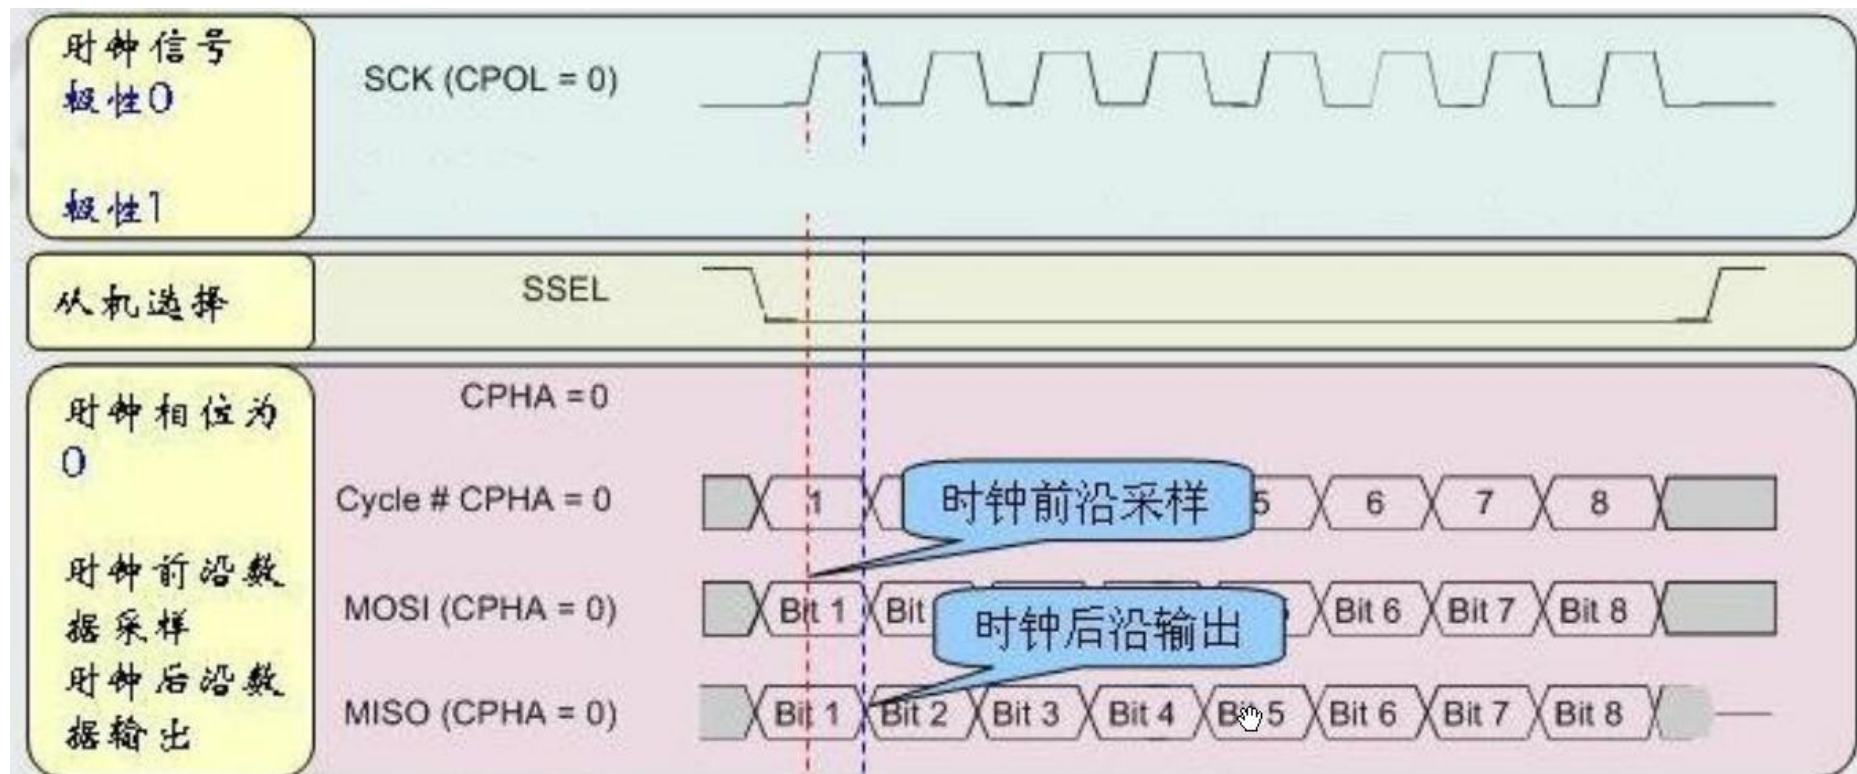 时钟信号
极性0
SCK (CPOL = 0)
极性1
从机选择
SSEL
时钟相位为
0
CPHA = 0
Cycle # CPHA = 0
1
时钟前沿采样
5
6
7
8
时钟前沿数
据采样
MOSI (CPHA = 0)
Bit 1
Bit
时钟后沿输出
Bit 6
Bit 7
Bit 8
时钟后沿数
据输出
MISO (CPHA = 0)
Bit 1
Bit 2
Bit 3
Bit 4
Bit 5
Bit 6
Bit 7
Bit 8